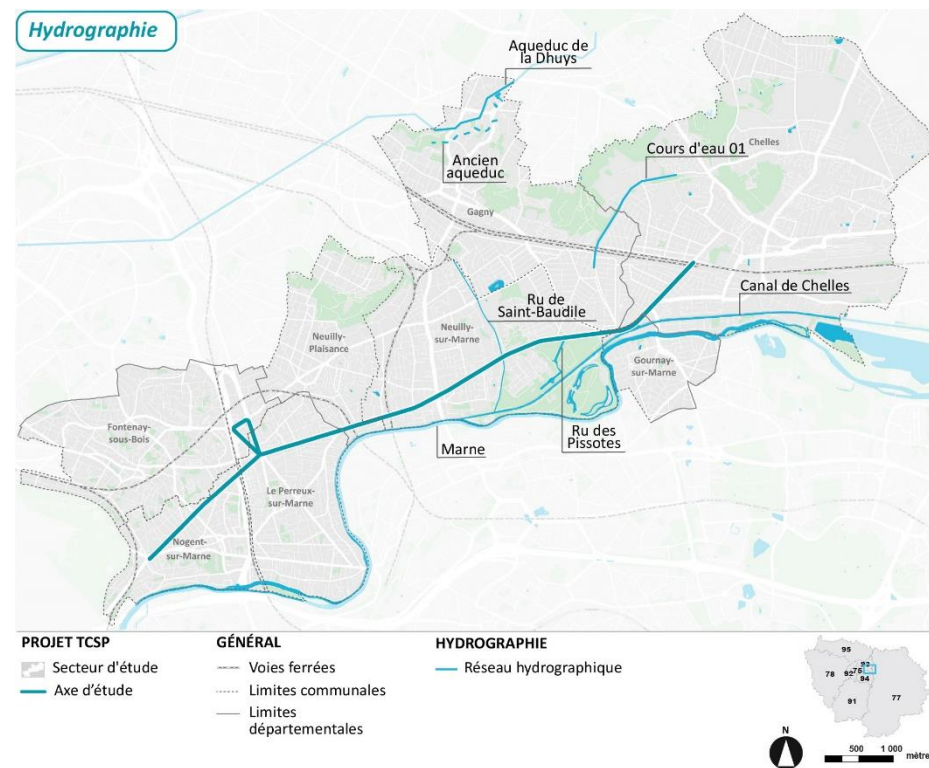 Hydrographie
Aqueduc de
la Dhuys
Chelles
Cours d'eau 01
Ancien
aqueduc
Gagny
Canal de Chelles
Ru de
Saint-Baudile
Neuilly-
Plaisance
Neuilly-
sur-Marne
Gournay-
sur-Marne
Fontenay-
sous-Bois
Ru des
Pissotes
Marne
Le Perreux-
sur-Marne
Nogent-
sur-Marne
PROJET TCSP
Secteur d'étude
Axe d'étude
GÉNÉRAL
Voies ferrées
Limites communales
Limites
départementales
HYDROGRAPHIE
Réseau hydrographique
95
93
78
92
75
94
91
77
N
500
1 000
mètre